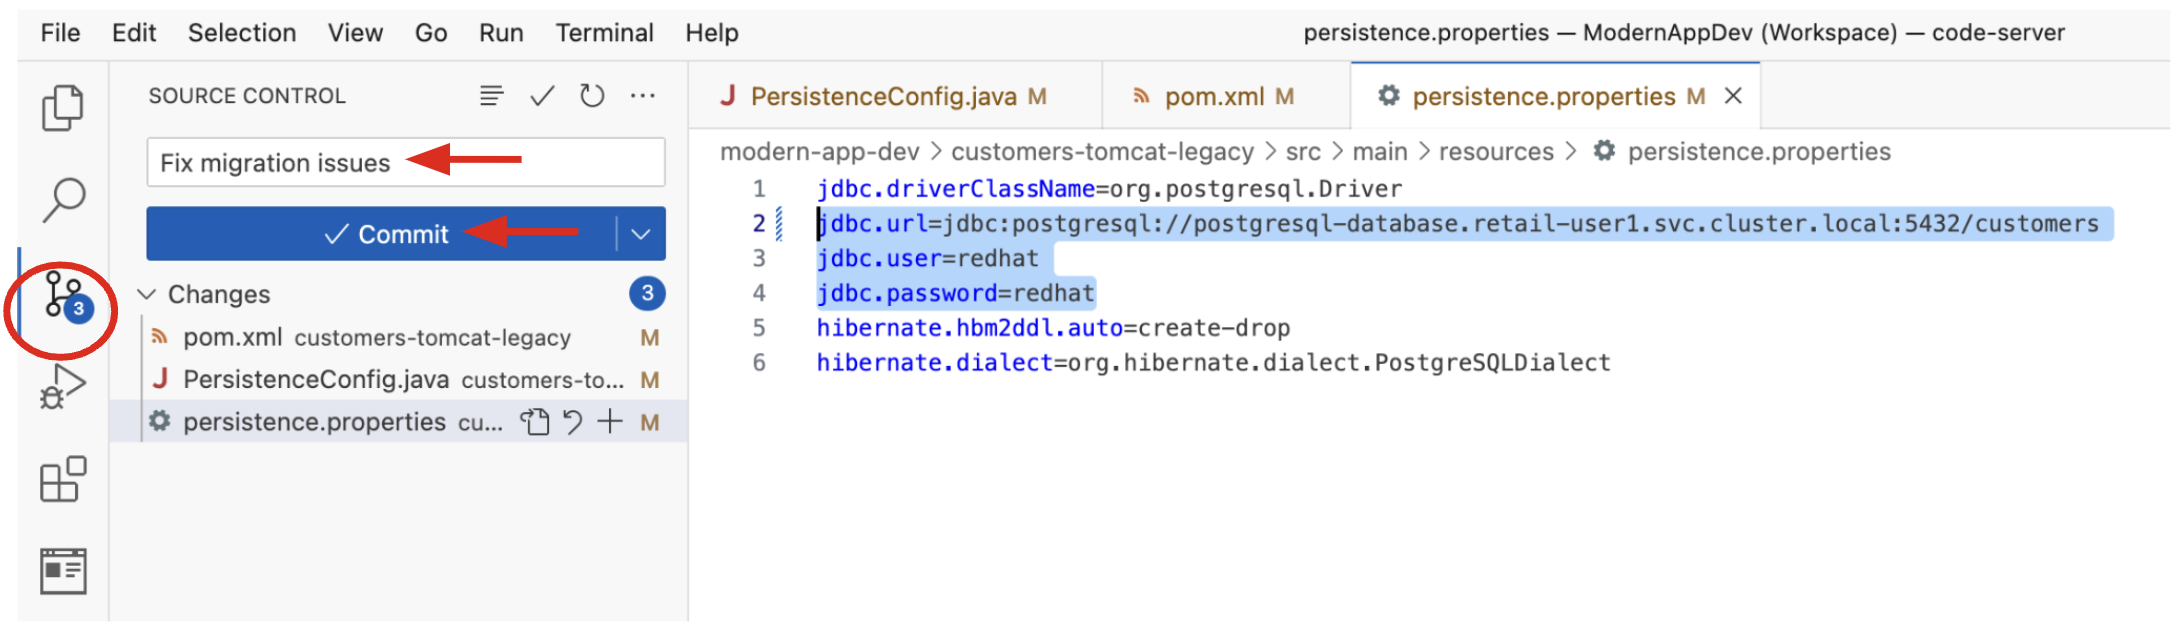 File Edit Selection View Go Run Terminal Help persistence.properties — ModernAppDev (Workspace) — code-server
SOURCE CONTROL
PersistenceConfig.java M pom.xml M persistence.properties M
Fix migration issues
modern-app-dev > customers-tomcat-legacy > src > main > resources > persistence.properties
Commit
3
Changes 3
pom.xml customers-tomcat-legacy M
PersistenceConfig.java customers-to... M
persistence.properties cu... M
1 jdbc.driverClassName=org.postgresql.Driver
2 jdbc.url=jdbc:postgresql://postgresql-database.retail-user1.svc.cluster.local:5432/customers
3 jdbc.user=redhat
4 jdbc.password=redhat
5 hibernate.hbm2ddl.auto=create-drop
6 hibernate.dialect=org.hibernate.dialect.PostgreSQLDialect